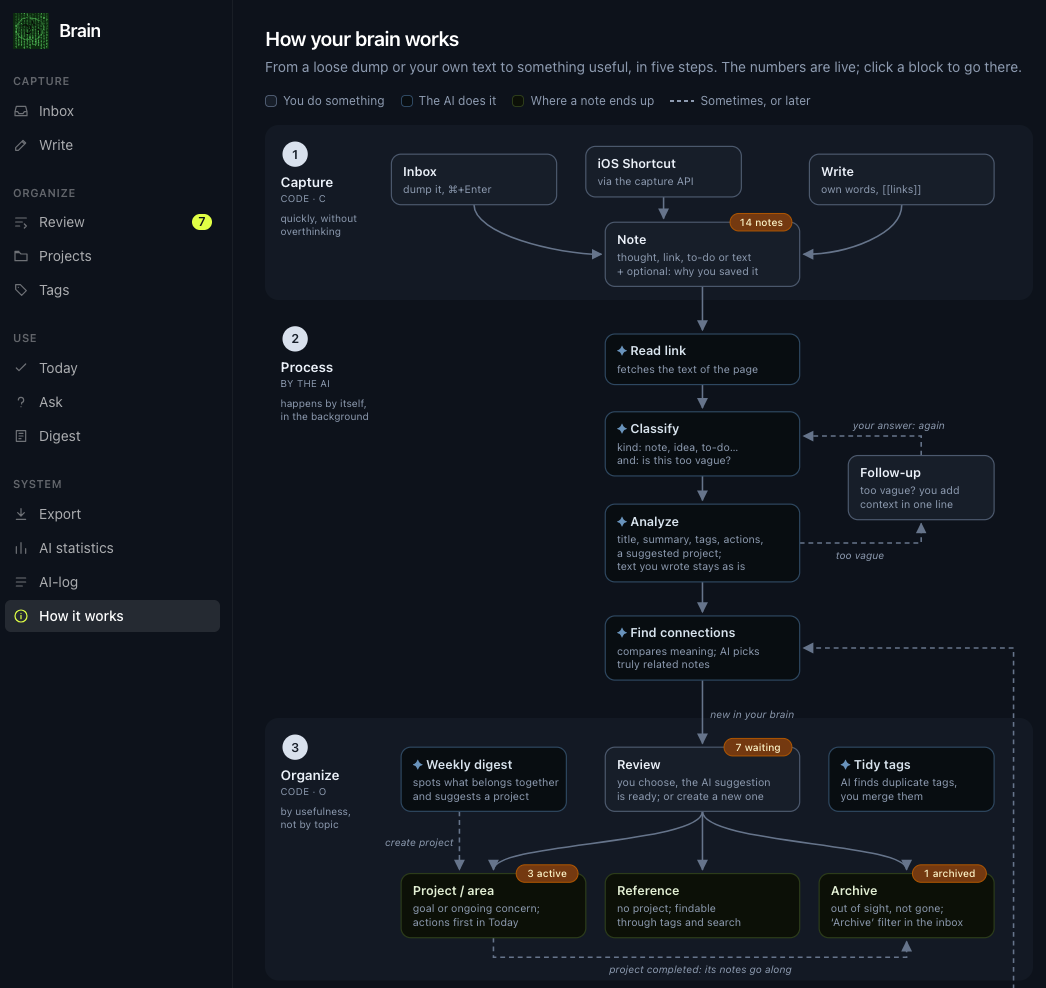 Brain
CAPTURE
Inbox
Write
ORGANIZE
Review
7
Projects
Tags
USE
Today
Ask
Digest
SYSTEM
Export
AI statistics
AI-log
How it works
How your brain works
From a loose dump or your own text to something useful, in five steps. The numbers are live; click a block to go there.
You do something
The AI does it
Where a note ends up
Sometimes, or later
1
Capture
CODE · C
quickly, without
overthinking
Inbox
dump it, ⌘+Enter
iOS Shortcut
via the capture API
Write
own words, [[links]]
14 notes
Note
thought, link, to-do or text
+ optional: why you saved it
2
Process
BY THE AI
happens by itself,
in the background
✦ Read link
fetches the text of the page
✦ Classify
kind: note, idea, to-do…
and: is this too vague?
your answer: again
Follow-up
too vague? you add
context in one line
✦ Analyze
title, summary, tags, actions,
a suggested project;
text you wrote stays as is
too vague
✦ Find connections
compares meaning; AI picks
truly related notes
new in your brain
3
Organize
CODE · O
by usefulness,
not by topic
✦ Weekly digest
spots what belongs together
and suggests a project
7 waiting
Review
you choose, the AI suggestion
is ready; or create a new one
✦ Tidy tags
AI finds duplicate tags,
you merge them
create project
3 active
Project / area
goal or ongoing concern;
actions first in Today
Reference
no project; findable
through tags and search
1 archived
Archive
out of sight, not gone;
‘Archive’ filter in the inbox
project completed: its notes go along